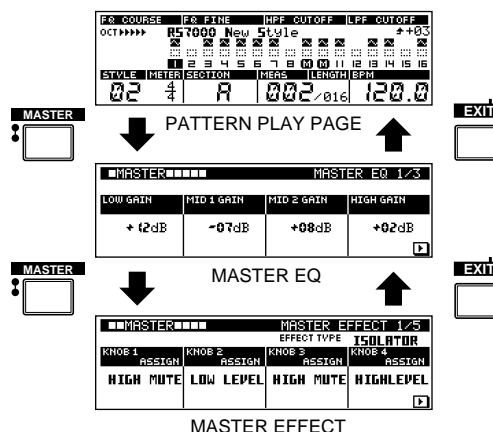 EQ COURSE EQ FINE HPF CUTOFF LPF CUTOFF
OCT RS7000 New Style +03
1 2 3 4 5 6 7 8 M M 11 12 13 14 15 16
STYLE METER SECTION MEAS LENGTH BPM
02 4/4 A 002/016 120.0
MASTER
EXIT
PATTERN PLAY PAGE
MASTER MASTER EQ 1/3
LOW GAIN MID 1 GAIN MID 2 GAIN HIGH GAIN
+12dB -07dB +08dB +02dB
MASTER
EXIT
MASTER EQ
MASTER MASTER EFFECT 1/5
EFFECT TYPE ISOLATOR
KNOB 1 KNOB 2 KNOB 3 KNOB 4
ASSIGN ASSIGN ASSIGN ASSIGN
HIGH MUTE LOW LEVEL HIGH MUTE HIGHLEVEL
MASTER EFFECT